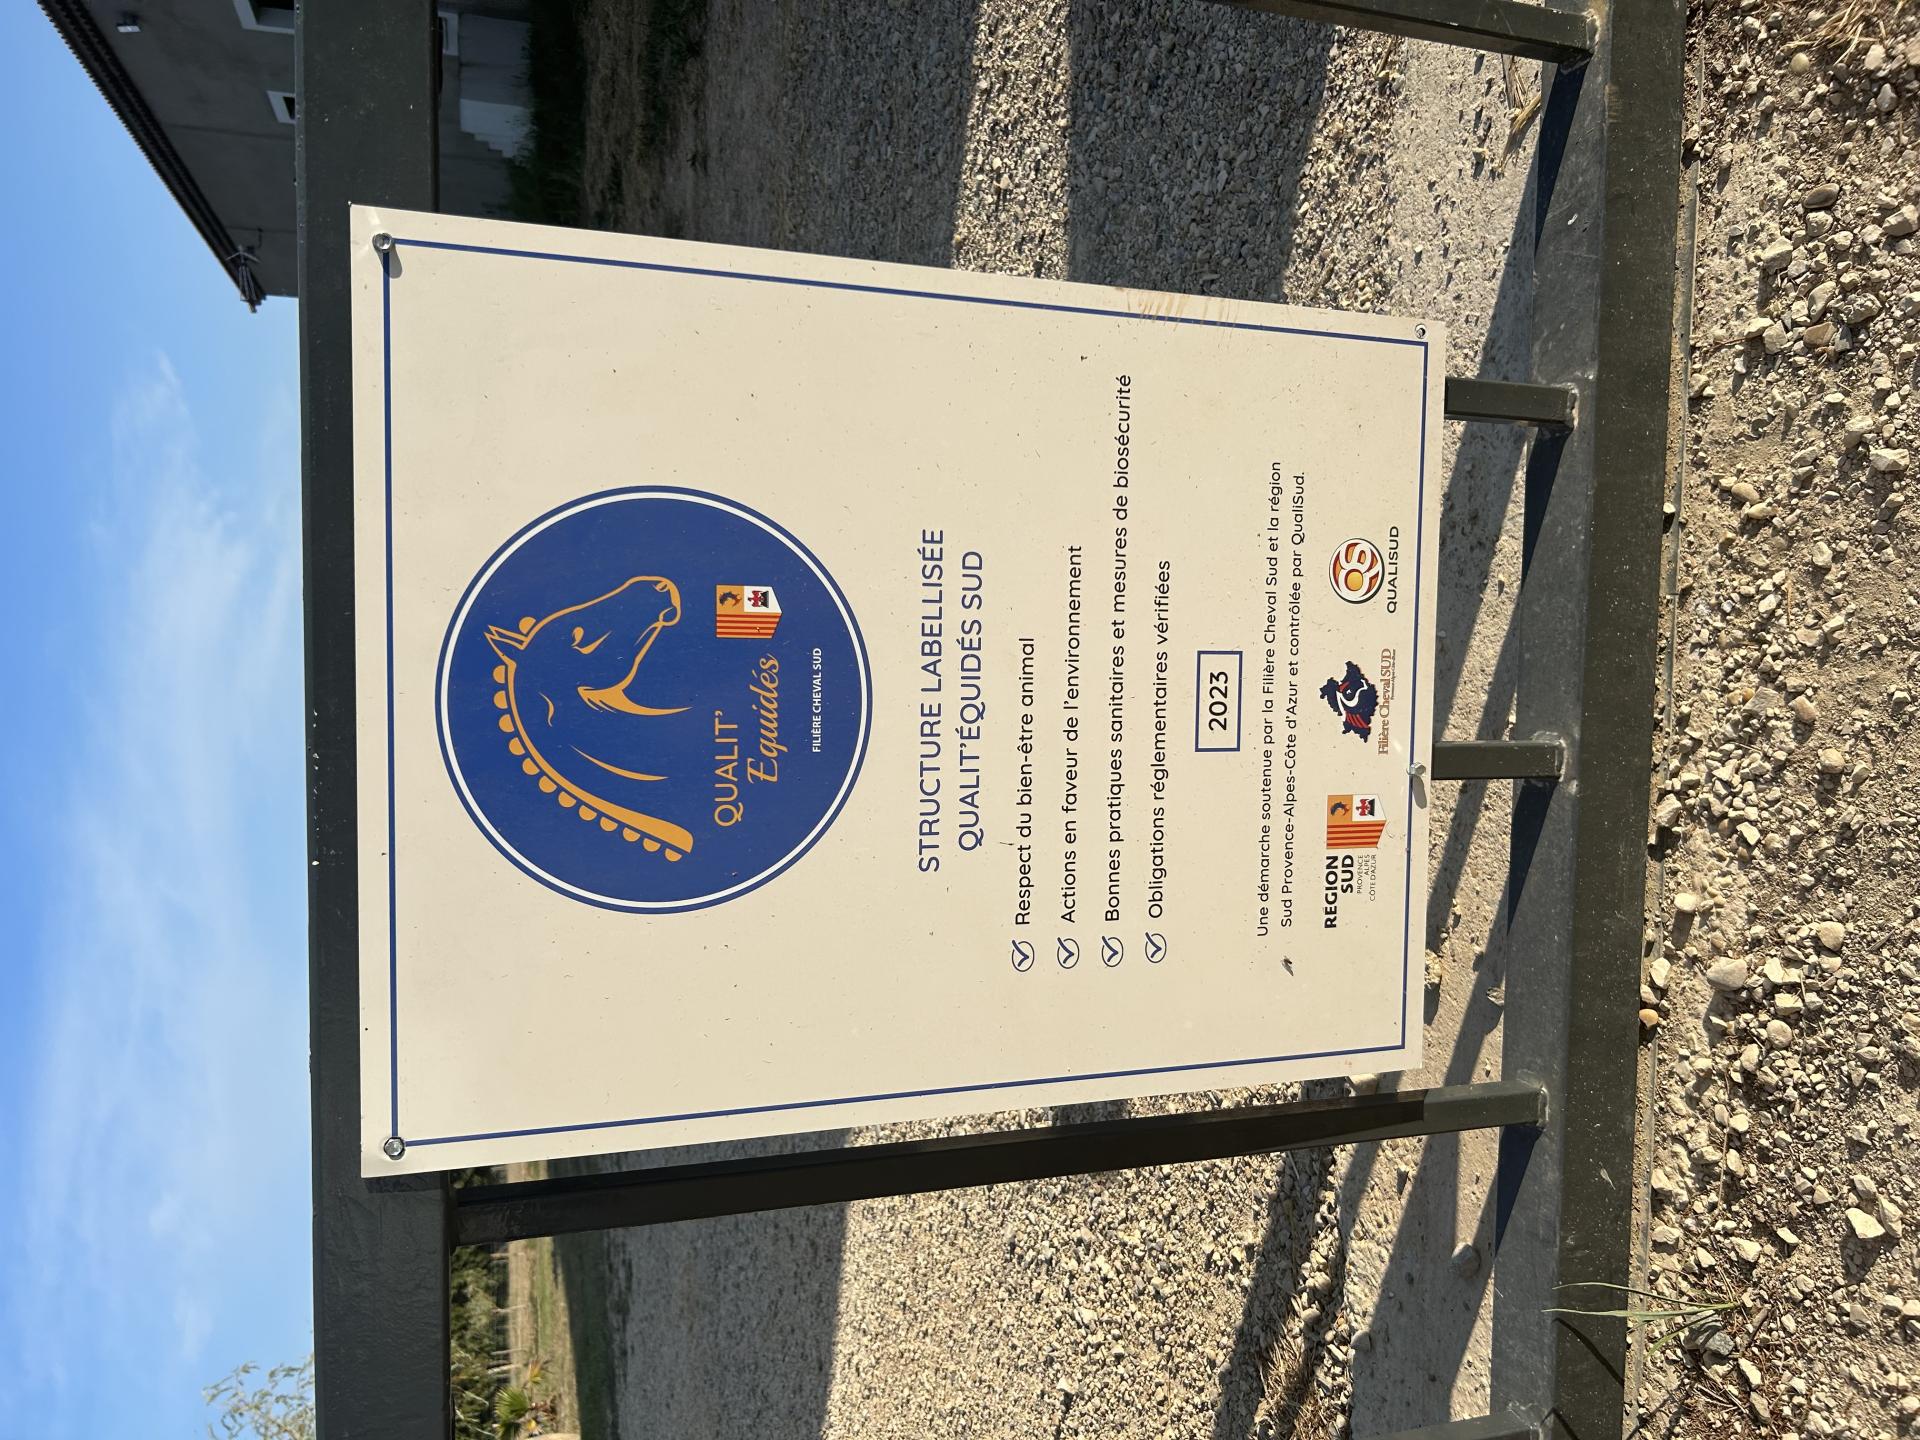 QUALIT'
Equidés
FILIÈRE CHEVAL SUD
STRUCTURE LABELLISÉE
QUALIT'ÉQUIDÉS SUD
Respect du bien-être animal
Actions en faveur de l'environnement
Bonnes pratiques sanitaires et mesures de biosécurité
Obligations réglementaires vérifiées
2023
Une démarche soutenue par la Filière Cheval Sud et la région
Sud Provence-Alpes-Côte d'Azur et contrôlée par QualiSud.
REGION
SUD
PROVENCE
ALPES
CÔTE D'AZUR
Filière Cheval SUD
QS
QUALISUD